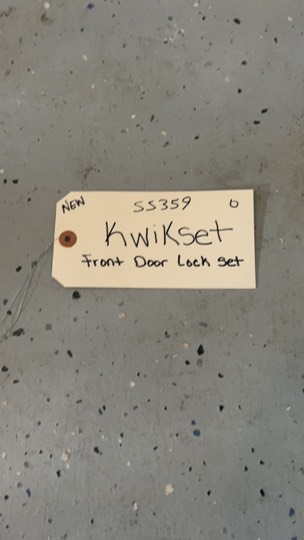 NEW SS359 0
Kwikset
Front Door Lock set